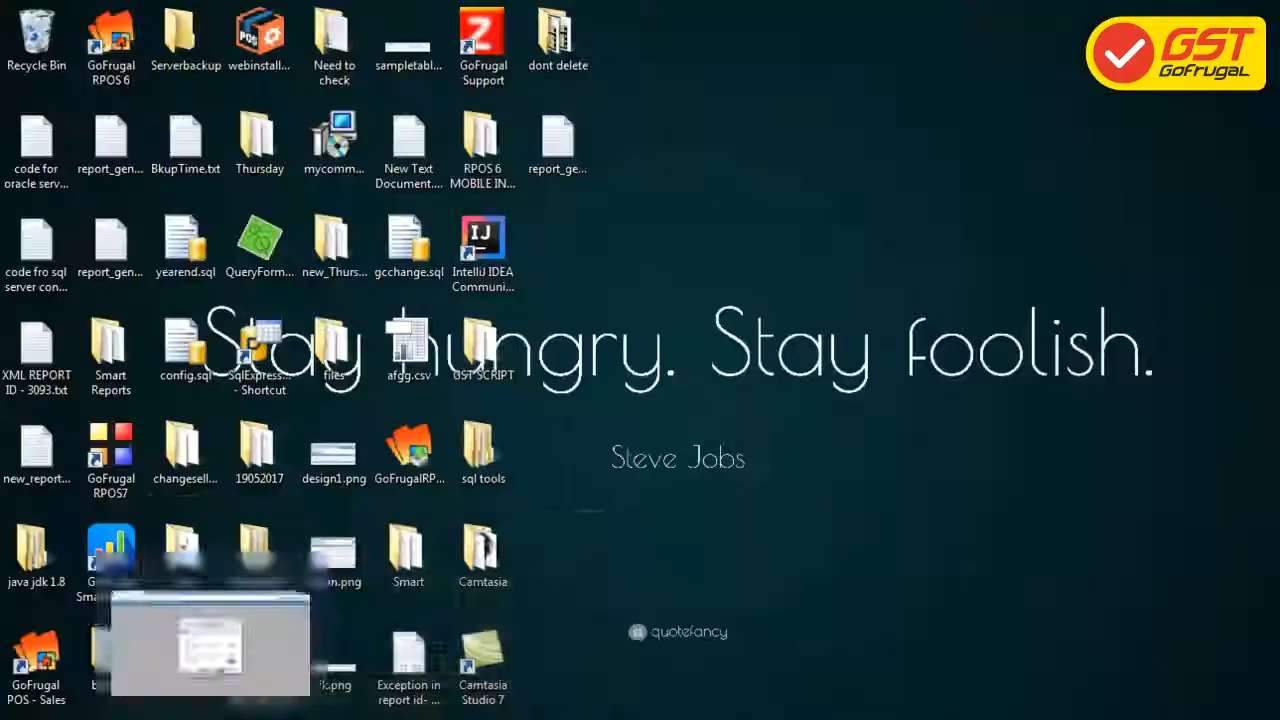 Recycle Bin
GoFrugal
RPOS 6
Serverbackup
webinstall...
Need to
check
sampletabl...
GoFrugal
Support
dont delete
GST
GoFrugal
code for
oracle serv...
report_gen...
BkupTime.txt
Thursday
mycomm...
New Text
Document....
RPOS 6
MOBILE IN...
report_ge...
code fro sql
server con...
report_gen...
yearend.sql
QueryForm...
new_Thurs...
gcchange.sql
IJ
IntelliJ IDEA
Communi...
Stay hungry. Stay foolish.
XML REPORT
ID - 3093.txt
Smart
Reports
config.sql
SqlExpress...
- Shortcut
files
afgg.csv
GST SCRIPT
Steve Jobs
new_report...
GoFrugal
RPOS7
changesell...
19052017
design1.png
GoFrugalRP...
sql tools
java jdk 1.8
Smart
Camtasia
quotefancy
GoFrugal
POS - Sales
Exception in
report id- ...
Camtasia
Studio 7